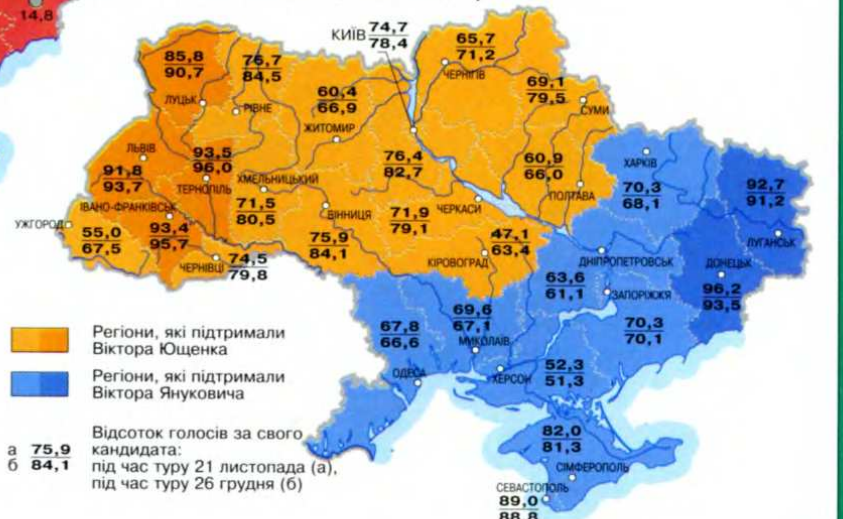 14,8
КИЇВ 74,7
78,4
65,7
71,2
ЧЕРНІГІВ
85,8
90,7
ЛУЦЬК
76,7
84,5
РІВНЕ
60,4
66,9
ЖИТОМИР
69,1
79,5
СУМИ
ЛЬВІВ
91,8
93,7
93,5
96,0
ТЕРНОПІЛЬ
ХМЕЛЬНИЦЬКИЙ
71,5
80,5
76,4
82,7
60,9
66,0
ПОЛТАВА
ХАРКІВ
70,3
68,1
92,7
91,2
ЛУГАНСЬК
УЖГОРОД
55,0
67,5
ІВАНО-ФРАНКІВСЬК
93,4
95,7
ЧЕРНІВЦІ
74,5
79,8
ВІННИЦЯ
75,9
84,1
ЧЕРКАСИ
71,9
79,1
47,1
63,4
КІРОВОГРАД
ДНІПРОПЕТРОВСЬК
63,6
61,1
ДОНЕЦЬК
96,2
93,5
ЗАПОРІЖЖЯ
70,3
70,1
67,8
66,6
ОДЕСА
69,6
67,1
МИКОЛАЇВ
ХЕРСОН
52,3
51,3
82,0
81,3
СІМФЕРОПОЛЬ
СЕВАСТОПОЛЬ
89,0
88,8
Регіони, які підтримали
Віктора Ющенка
Регіони, які підтримали
Віктора Януковича
а 75,9
б 84,1
Відсоток голосів за свого
кандидата:
під час туру 21 листопада (а),
під час туру 26 грудня (б)